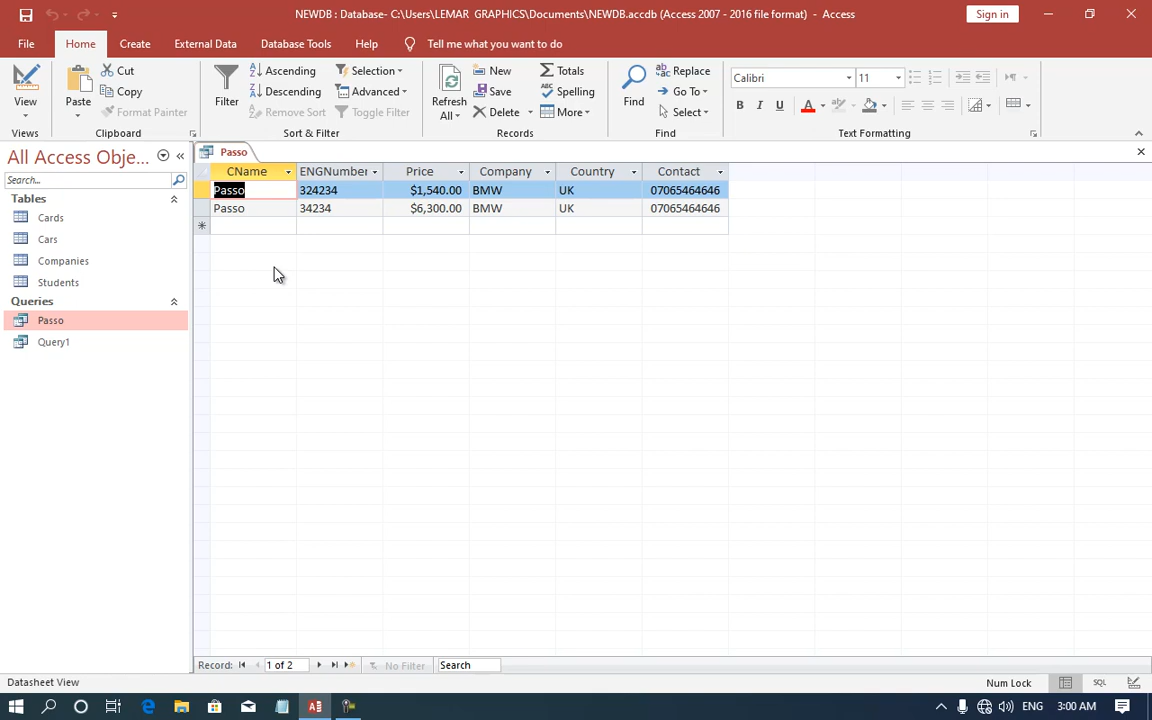 NEWDB : Database- C:\Users\LEMAR GRAPHICS\Documents\NEWDB.accdb (Access 2007 - 2016 file format) - Access
Sign in
File Home Create External Data Database Tools Help Tell me what you want to do
View
Views
Paste
Cut
Copy
Format Painter
Clipboard
Filter
Ascending
Descending
Remove Sort
Selection
Advanced
Toggle Filter
Sort & Filter
Refresh
All
New
Save
Delete
Totals
Spelling
More
Records
Find
Replace
Go To
Select
Find
Calibri 11
B I U A
Text Formatting
All Access Obje...
Search...
Tables
Cards
Cars
Companies
Students
Queries
Passo
Query1
Passo
CName ENGNumber Price Company Country Contact
Passo 324234 $1,540.00 BMW UK 07065464646
Passo 34234 $6,300.00 BMW UK 07065464646
Record: 1 of 2 No Filter Search
Datasheet View
Num Lock
SQL
ENG 3:00 AM